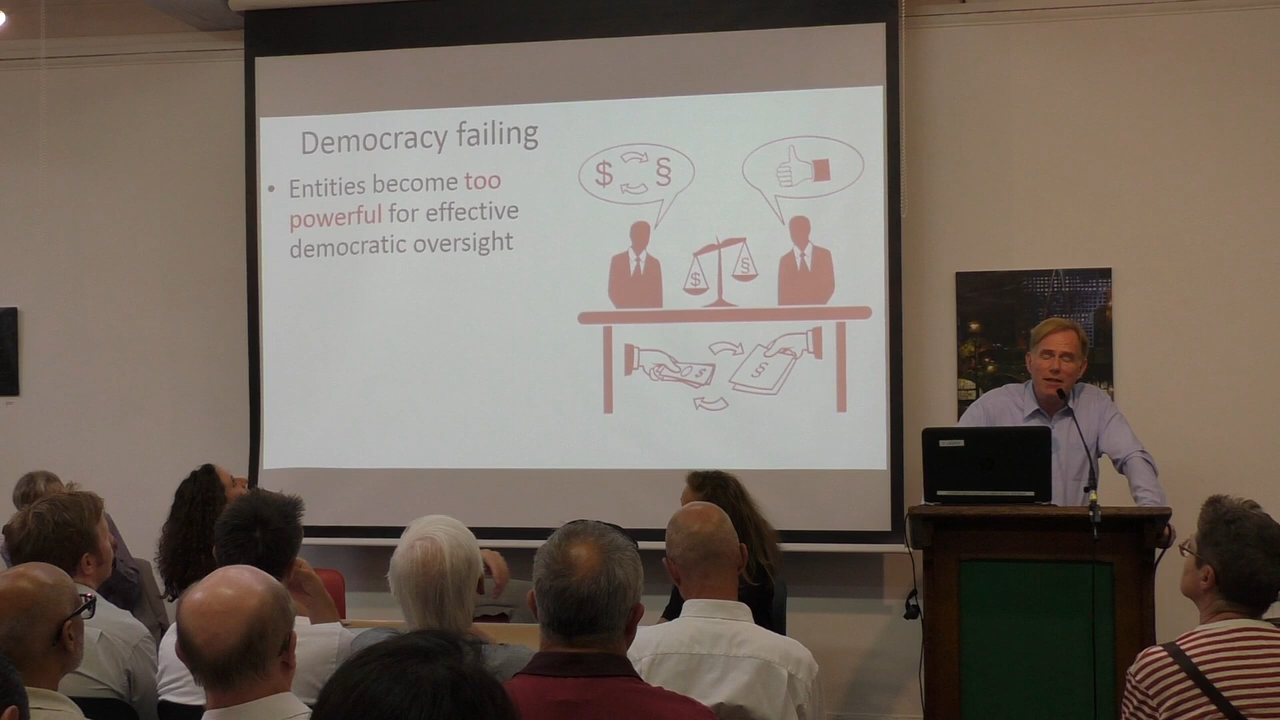 Democracy failing
• Entities become too
powerful for effective
democratic oversight
$ §
$ §
$ §